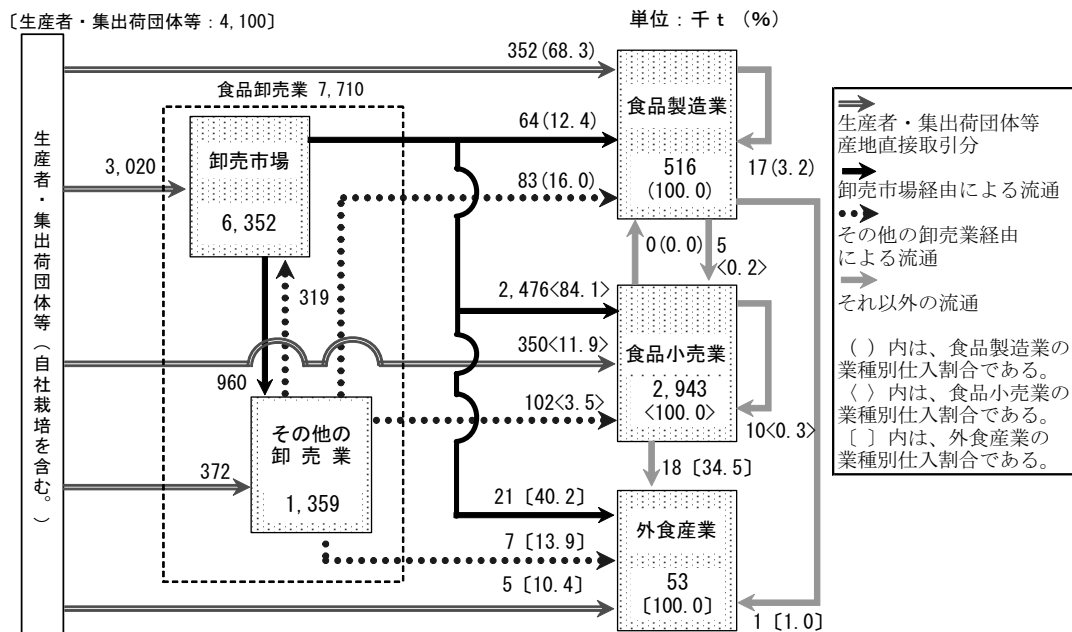 〔生産者・集出荷団体等：4,100〕
単位：千ｔ （%）
生産者・集出荷団体等（自社栽培を含む。）
食品卸売業 7,710
卸売市場
6,352
3,020
319
960
その他の
卸 売 業
1,359
372
352(68.3)
64(12.4)
83(16.0)
食品製造業
516
(100.0)
17(3.2)
0(0.0)
5
<0.2>
2,476<84.1>
350<11.9>
102<3.5>
食品小売業
2,943
<100.0>
10<0.3>
18〔34.5〕
21〔40.2〕
7〔13.9〕
5〔10.4〕
外食産業
53
〔100.0〕
1〔1.0〕
生産者・集出荷団体等
産地直接取引分
卸売市場経由による流通
その他の卸売業経由
による流通
それ以外の流通
（ ）内は、食品製造業の
業種別仕入割合である。
〈 〉内は、食品小売業の
業種別仕入割合である。
〔 〕内は、外食産業の
業種別仕入割合である。